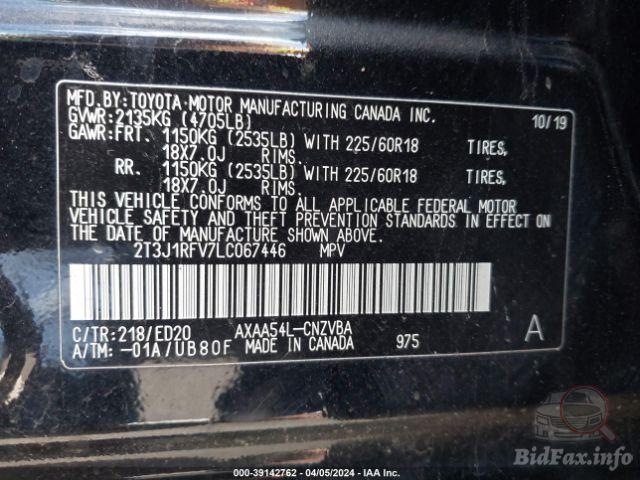 MFD.BY:TOYOTA MOTOR MANUFACTURING CANADA INC.
GVWR:2135KG (4705LB) 10/19
GAWR:FRT. 1150KG (2535LB) WITH 225/60R18 TIRES,
18X7.0J RIMS.
RR. 1150KG (2535LB) WITH 225/60R18 TIRES,
18X7.0J RIMS.
THIS VEHICLE CONFORMS TO ALL APPLICABLE FEDERAL MOTOR
VEHICLE SAFETY AND THEFT PREVENTION STANDARDS IN EFFECT ON
THE DATE OF MANUFACTURE SHOWN ABOVE.
2T3J1RFV7LC067446 MPV
C/TR:218/ED20 AXAA54L-CNZVBA A
A/TM:-01A/UB80F MADE IN CANADA 975
BidFax.info
000-39142762 - 04/05/2024 - IAA Inc.